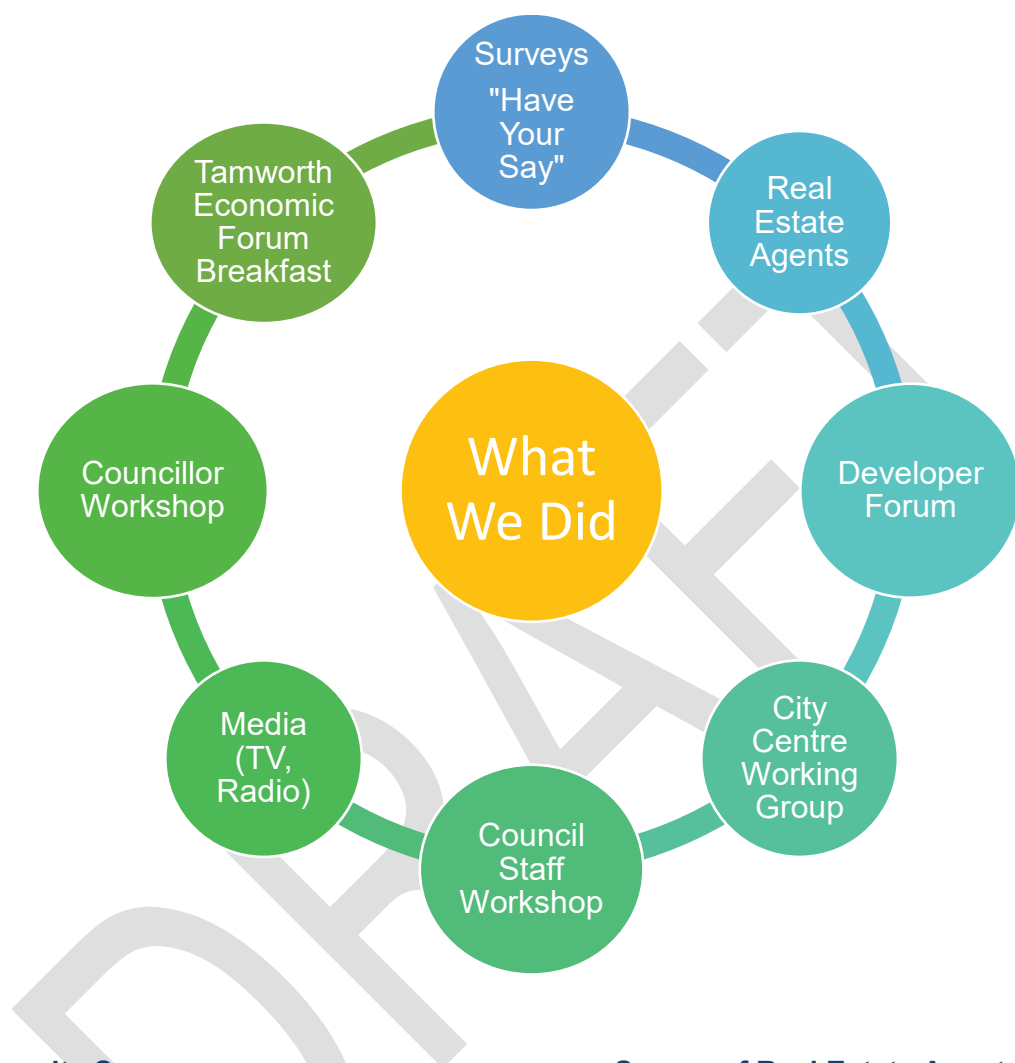 Surveys
"Have
Your
Say"
Real
Estate
Agents
Developer
Forum
City
Centre
Working
Group
Council
Staff
Workshop
Media
(TV,
Radio)
Councillor
Workshop
Tamworth
Economic
Forum
Breakfast
What
We Did
DRAFT